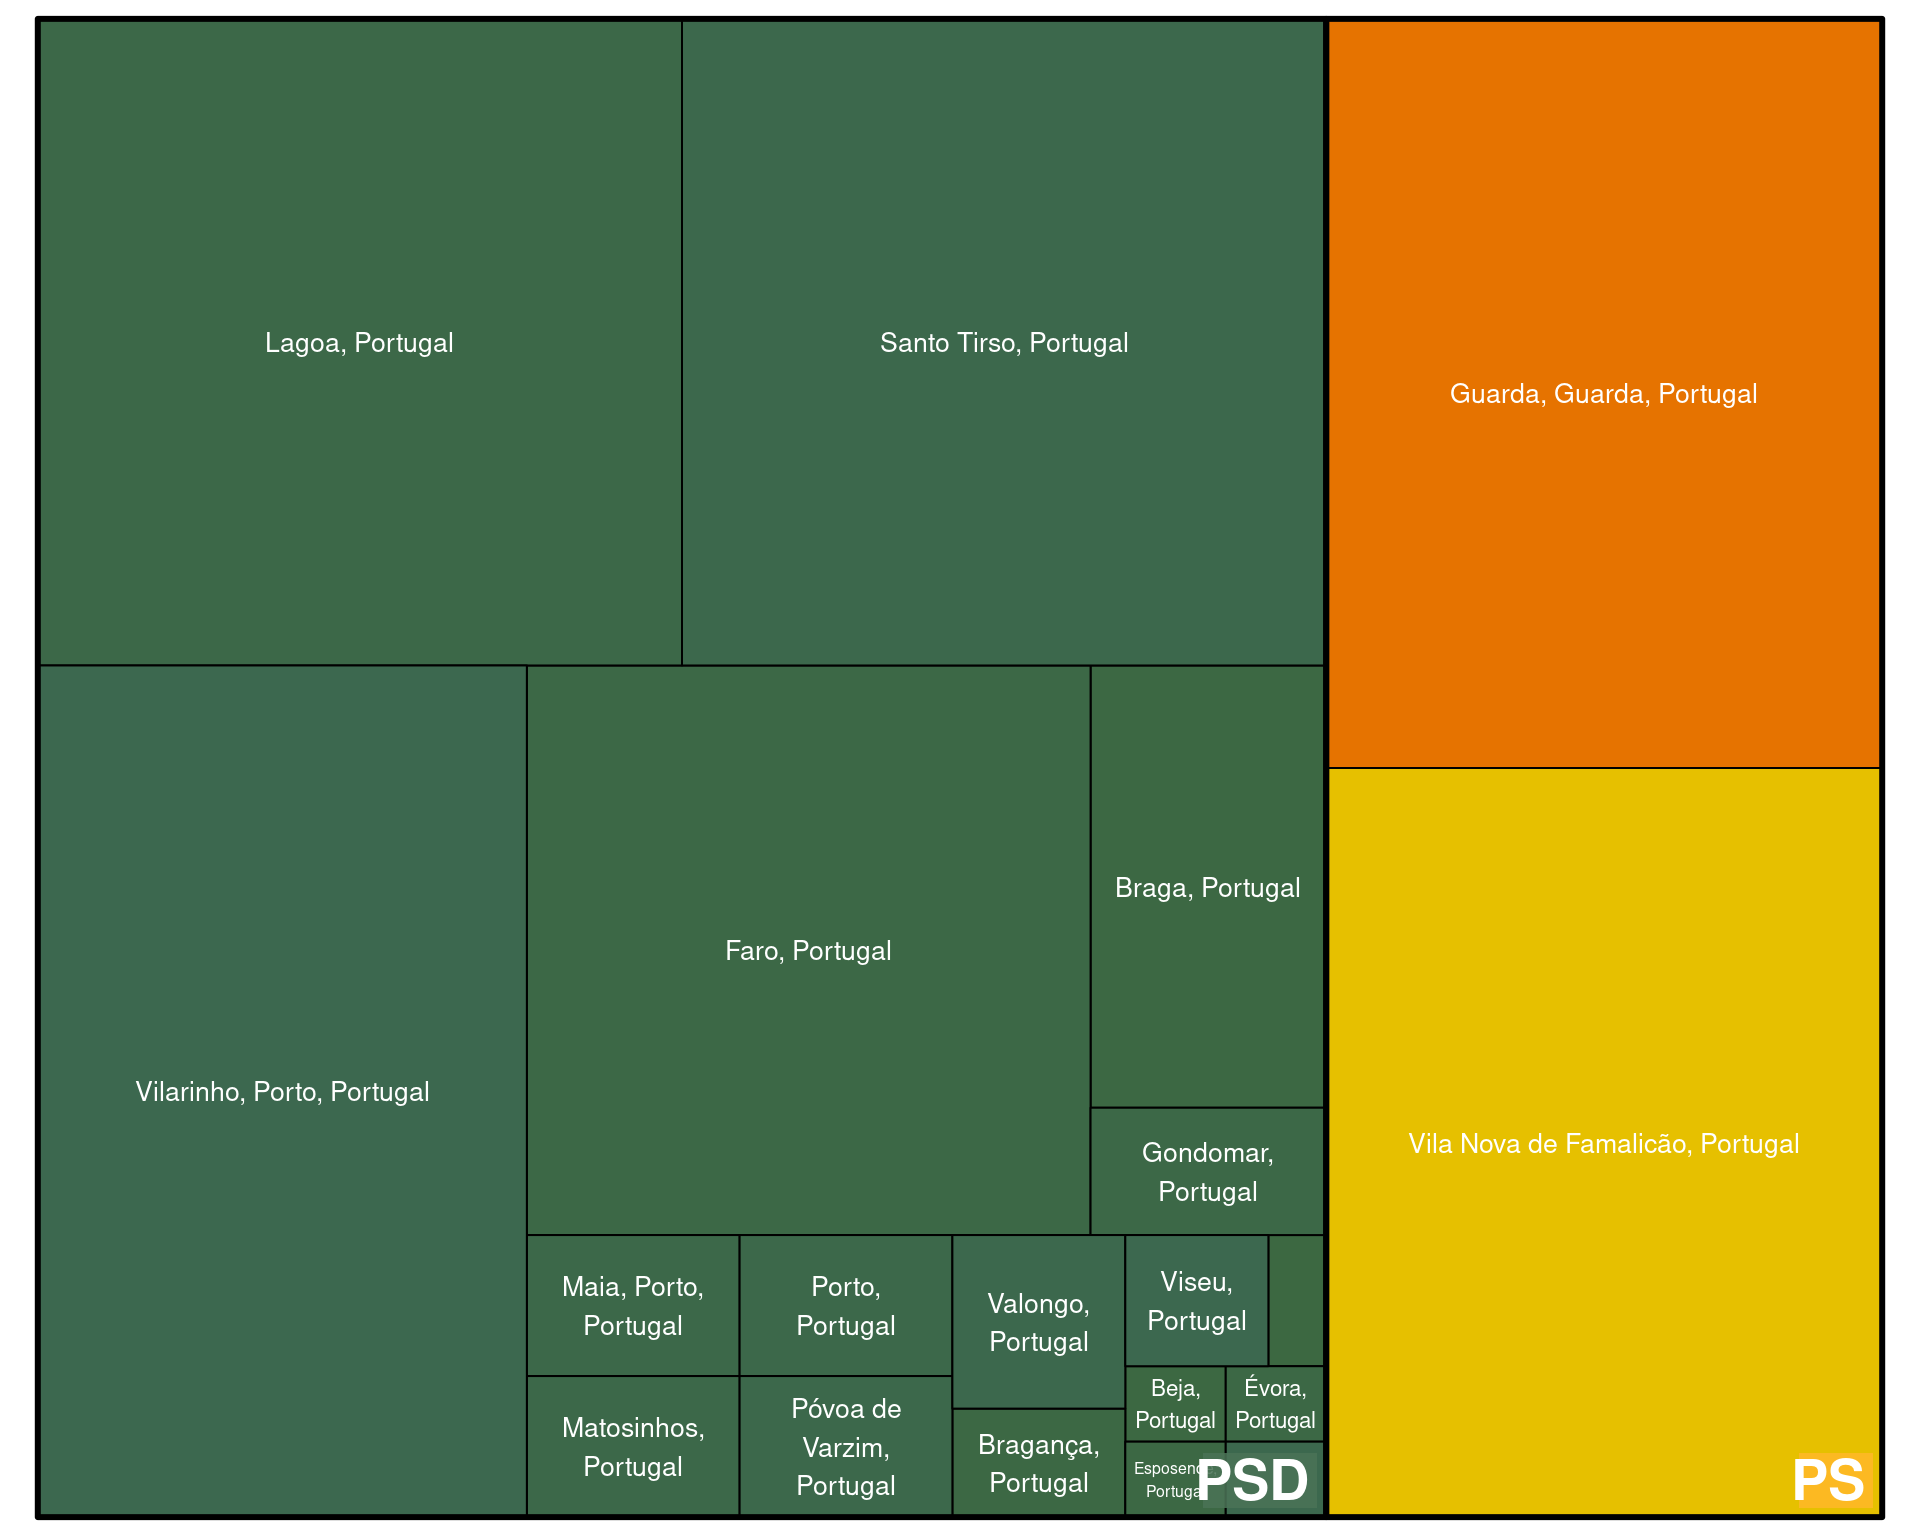 Lagoa, Portugal
Santo Tirso, Portugal
Guarda, Guarda, Portugal
Vilarinho, Porto, Portugal
Faro, Portugal
Braga, Portugal
Gondomar,
Portugal
Vila Nova de Famalicão, Portugal
Maia, Porto,
Portugal
Porto,
Portugal
Valongo,
Portugal
Viseu,
Portugal
Matosinhos,
Portugal
Póvoa de
Varzim,
Portugal
Bragança,
Portugal
Beja,
Portugal
Évora,
Portugal
PSD
PS